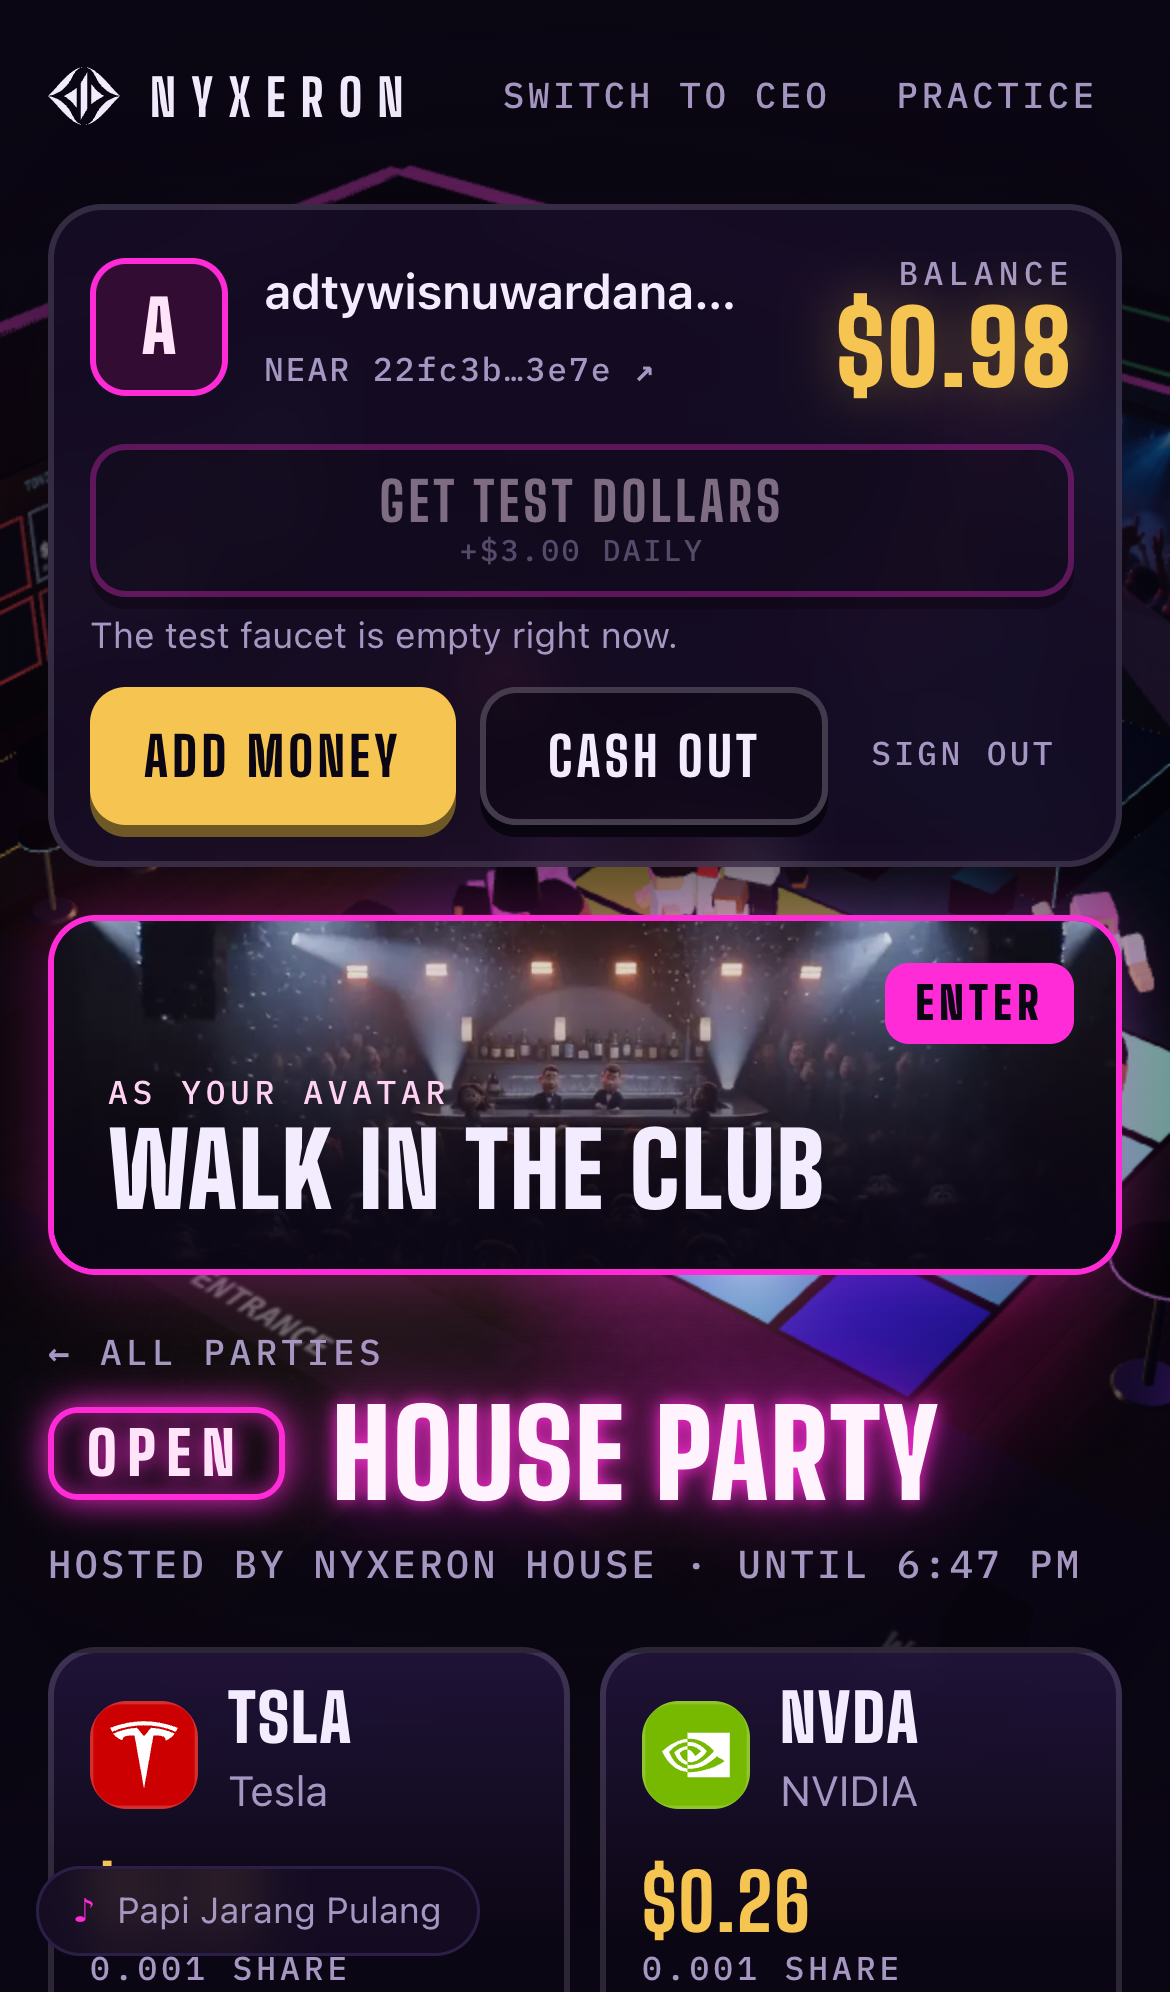 NYXERON
SWITCH TO CEO
PRACTICE
A
adtywisnuwardana...
NEAR 22fc3b…3e7e ↗
BALANCE
$0.98
GET TEST DOLLARS
+$3.00 DAILY
The test faucet is empty right now.
ADD MONEY
CASH OUT
SIGN OUT
ENTER
AS YOUR AVATAR
WALK IN THE CLUB
ENTRANCE
← ALL PARTIES
OPEN
HOUSE PARTY
HOSTED BY NYXERON HOUSE · UNTIL 6:47 PM
TSLA
Tesla
NVDA
NVIDIA
♪ Papi Jarang Pulang
$0.26
0.001 SHARE
0.001 SHARE